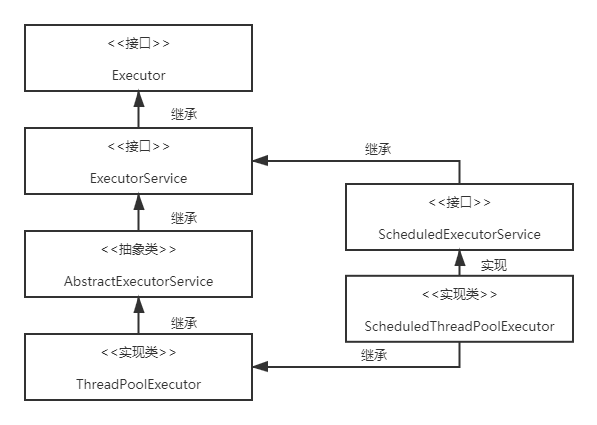 <<接口>>
Executor
继承
<<接口>>
ExecutorService
继承
继承
<<接口>>
ScheduledExecutorService
<<抽象类>>
AbstractExecutorService
实现
<<实现类>>
ScheduledThreadPoolExecutor
继承
<<实现类>>
ThreadPoolExecutor
继承